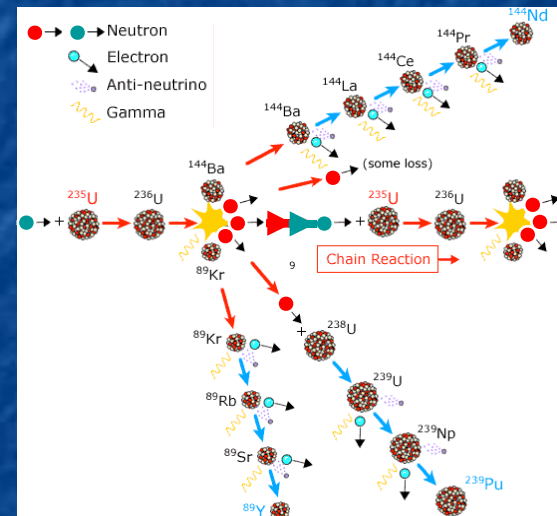 Neutron
Electron
Anti-neutrino
Gamma
¹⁴⁴Nd
¹⁴⁴Pr
¹⁴⁴Ce
¹⁴⁴La
¹⁴⁴Ba
(some loss)
¹⁴⁴Ba
+ ²³⁵U ²³⁶U
+ ²³⁵U ²³⁶U
Chain Reaction
9
⁸⁹Kr
+ ²³⁸U
⁸⁹Kr
²³⁹U
⁸⁹Rb
²³⁹Np
⁸⁹Sr
²³⁹Pu
⁸⁹Y